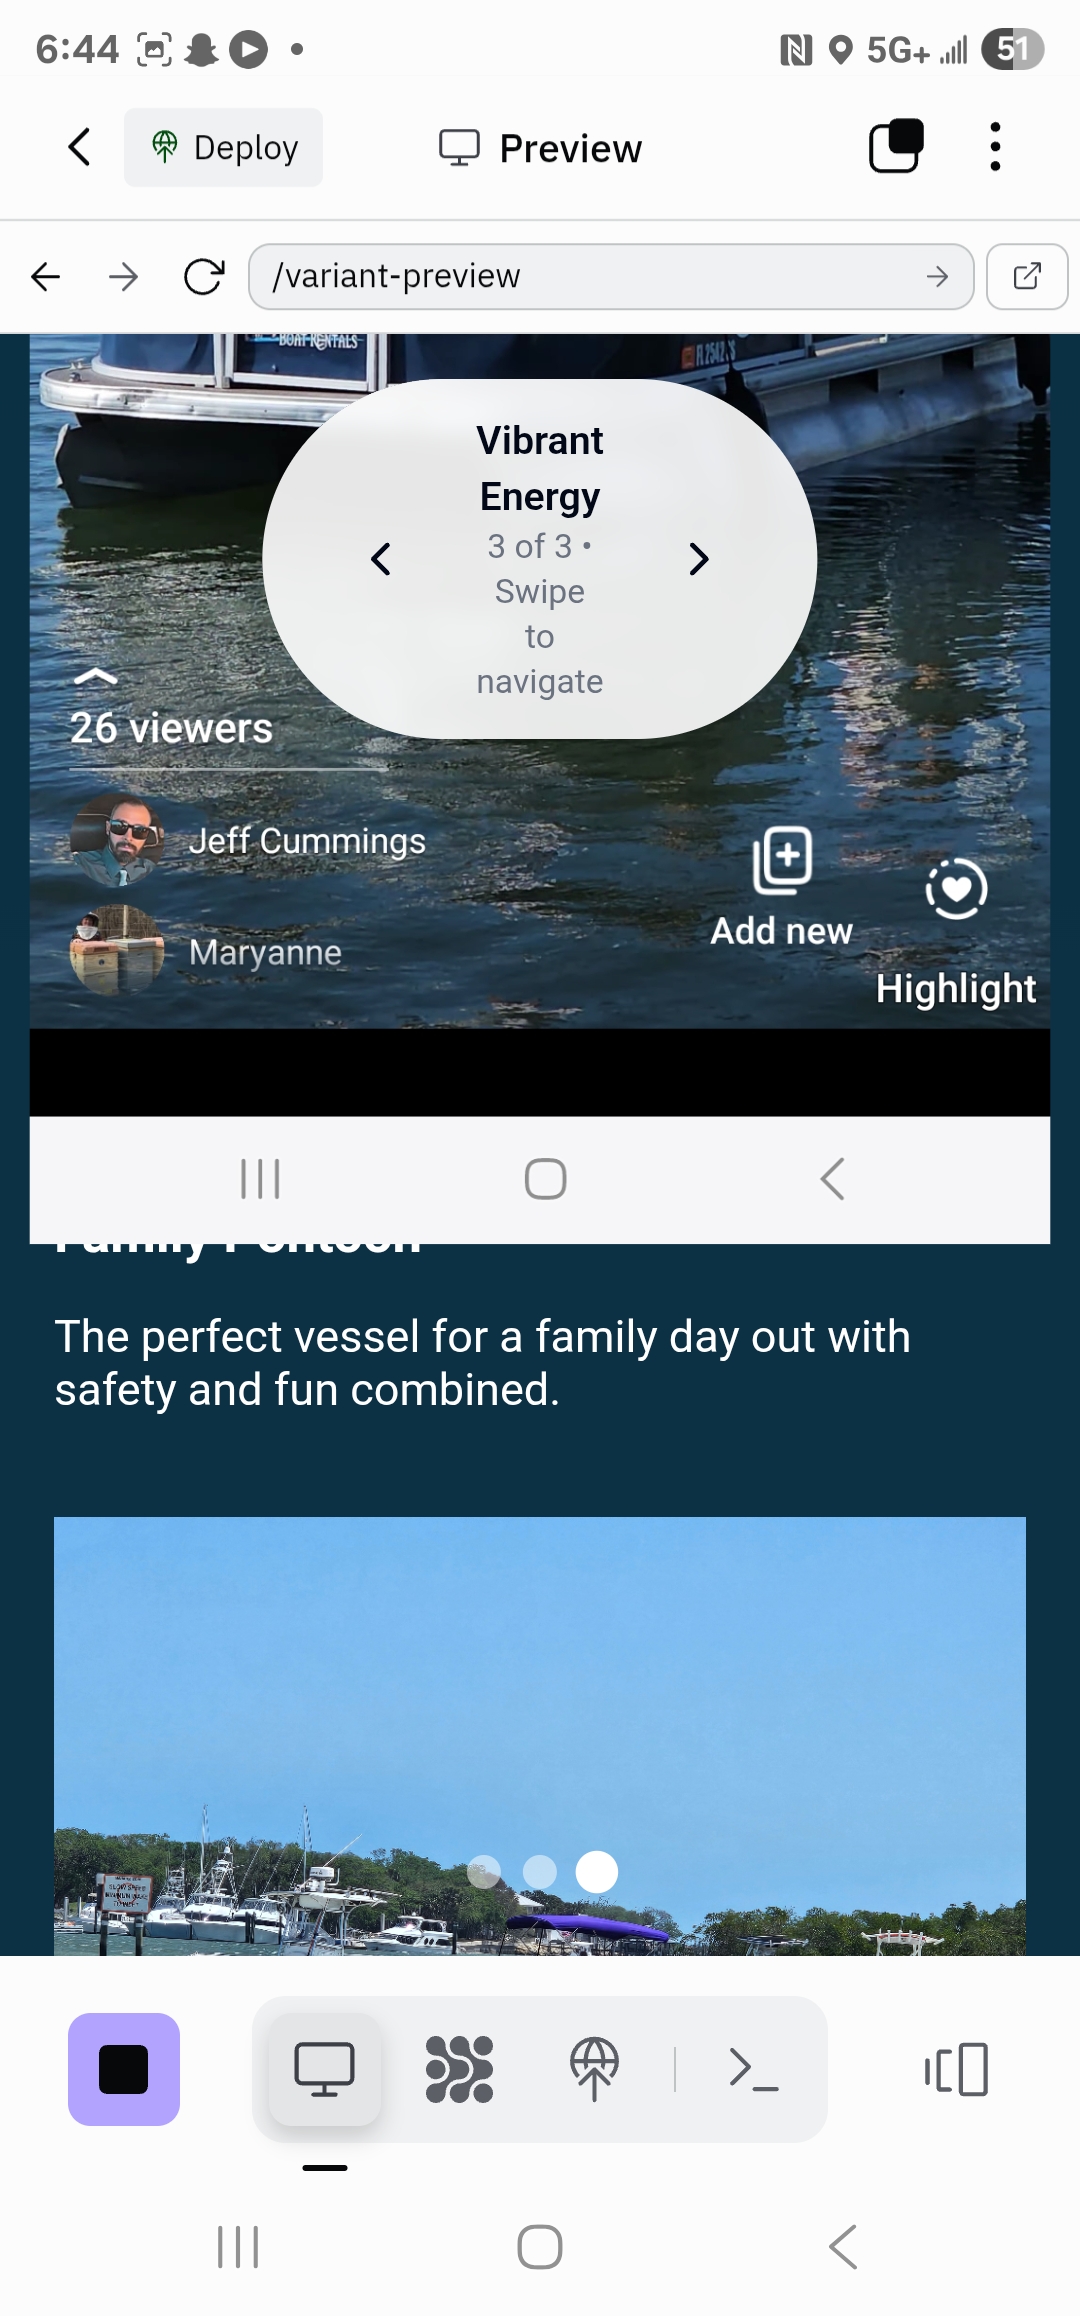 6:44 5G+ 51
Deploy Preview
/variant-preview
BOAT RENTALS
Vibrant
Energy
3 of 3 •
Swipe
to
navigate
26 viewers
Jeff Cummings
Add new
Maryanne
Highlight
Family Pontoon
The perfect vessel for a family day out with
safety and fun combined.